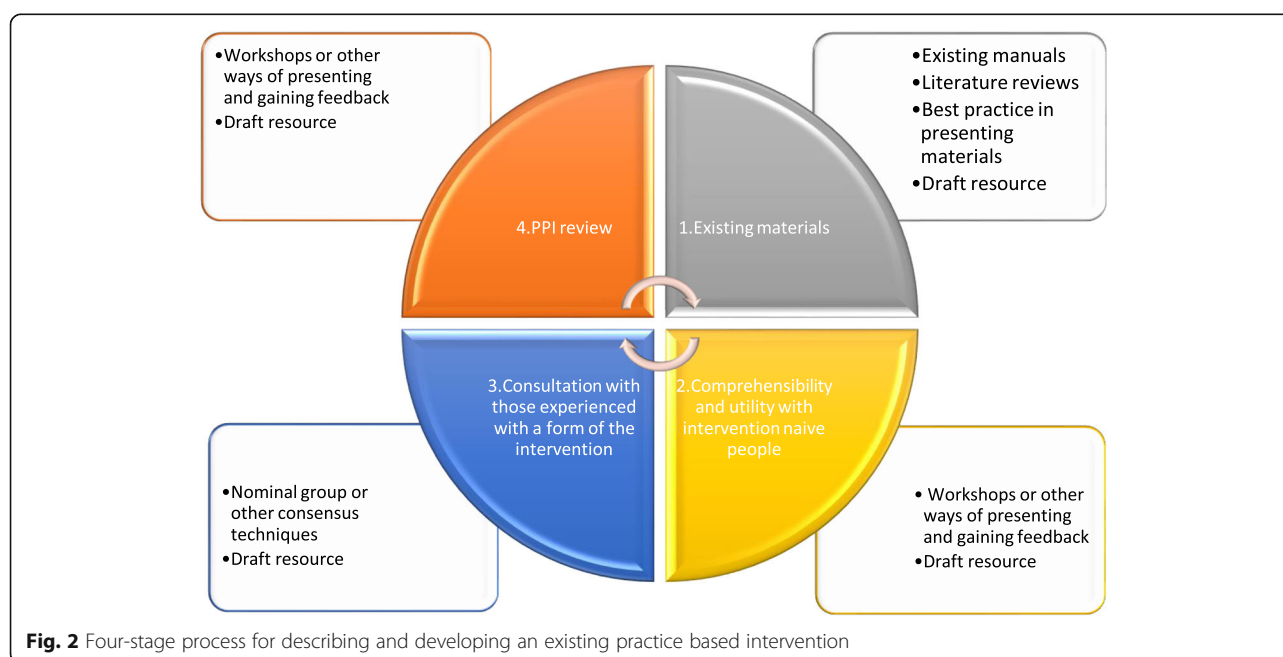 •Workshops or other
ways of presenting
and gaining feedback
•Draft resource
•Existing manuals
•Literature reviews
•Best practice in
presenting
materials
•Draft resource
4.PPI review
1.Existing materials
3.Consultation with
those experienced
with a form of the
intervention
2.Comprehensibility
and utility with
intervention naive
people
•Nominal group or
other consensus
techniques
•Draft resource
• Workshops or other
ways of presenting
and gaining feedback
•Draft resource
Fig. 2 Four-stage process for describing and developing an existing practice based intervention